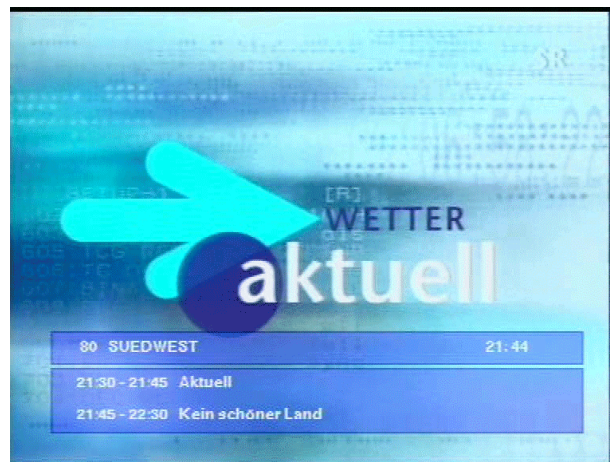 SR
WETTER
aktuell
80 SUEDWEST 21:44
21:30 - 21:45 Aktuell
21:45 - 22:30 Kein schöner Land